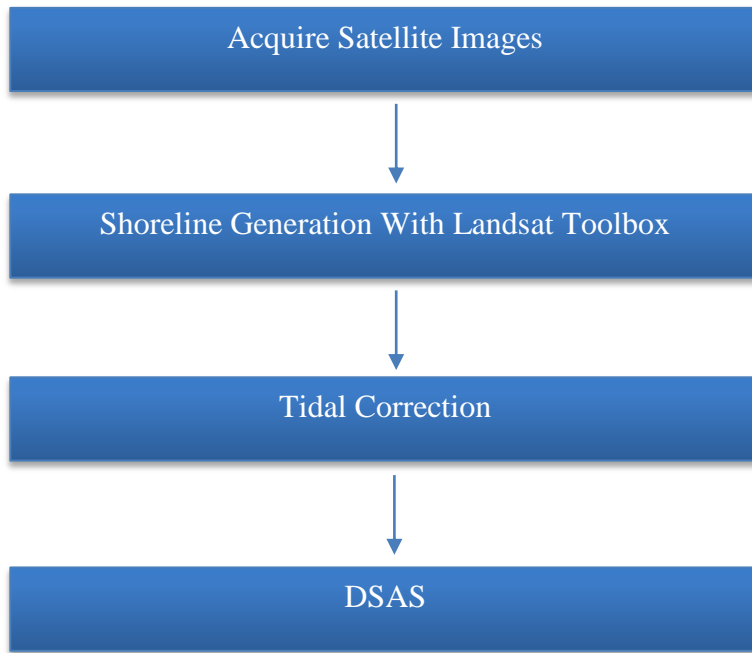 Acquire Satellite Images
Shoreline Generation With Landsat Toolbox
Tidal Correction
DSAS